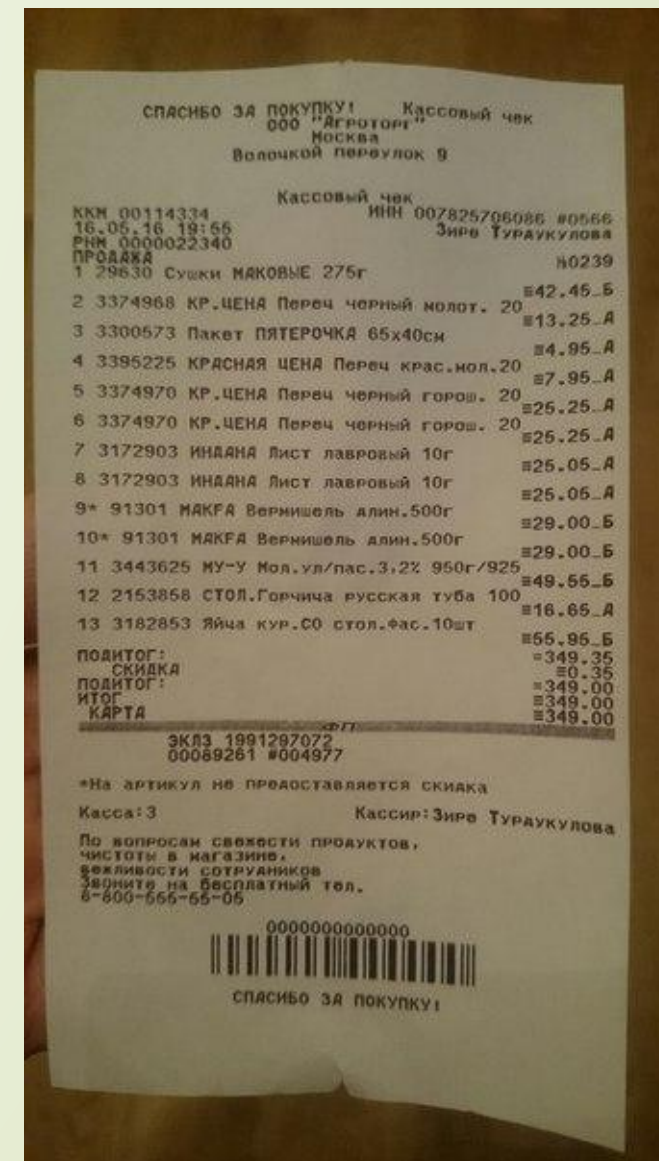 СПАСИБО ЗА ПОКУПКУ! Кассовый чек
ООО "Агроторг"
Москва
Волочкой переулок 9
Кассовый чек
ККМ 00114334 ИНН 007825706086 #0566
16.05.16 19:55 Зире Тураукулова
РНМ 0000022340
ПРОДАЖА №0239
1 29630 Сушки МАКОВЫЕ 275г
≡42.45_Б
2 3374968 КР.ЦЕНА Перец черный молот. 20
≡13.25_А
3 3300573 Пакет ПЯТЕРОЧКА 65х40см
≡4.95_А
4 3395225 КРАСНАЯ ЦЕНА Перец крас.мол.20
≡7.95_А
5 3374970 КР.ЦЕНА Перец черный горош. 20
≡25.25_А
6 3374970 КР.ЦЕНА Перец черный горош. 20
≡25.25_А
7 3172903 ИНДАНА Лист лавровый 10г
≡25.05_А
8 3172903 ИНДАНА Лист лавровый 10г
≡25.05_А
9* 91301 MAKFA Вермишель длин.500г
≡29.00_Б
10* 91301 MAKFA Вермишель длин.500г
≡29.00_Б
11 3443625 МУ-У Мол.ул/пас.3,2% 950г/925
≡49.55_Б
12 2153858 СТОЛ.Горчица русская туба 100
≡16.65_А
13 3182853 Яйца кур.СО стол.фас.10шт
≡55.95_Б
ПОДИТОГ: =349.35
СКИДКА ≡0.35
ПОДИТОГ: =349.00
ИТОГ ≡349.00
КАРТА ≡349.00
ФП
ЭКЛЗ 1991297072
00089261 #004977
*На артикул не предоставляется скидка
Касса:3 Кассир:Зире Тураукулова
По вопросам свежести продуктов,
чистоты в магазине,
вежливости сотрудников
Звоните на бесплатный тел.
8-800-555-55-05
0000000000000
СПАСИБО ЗА ПОКУПКУ!